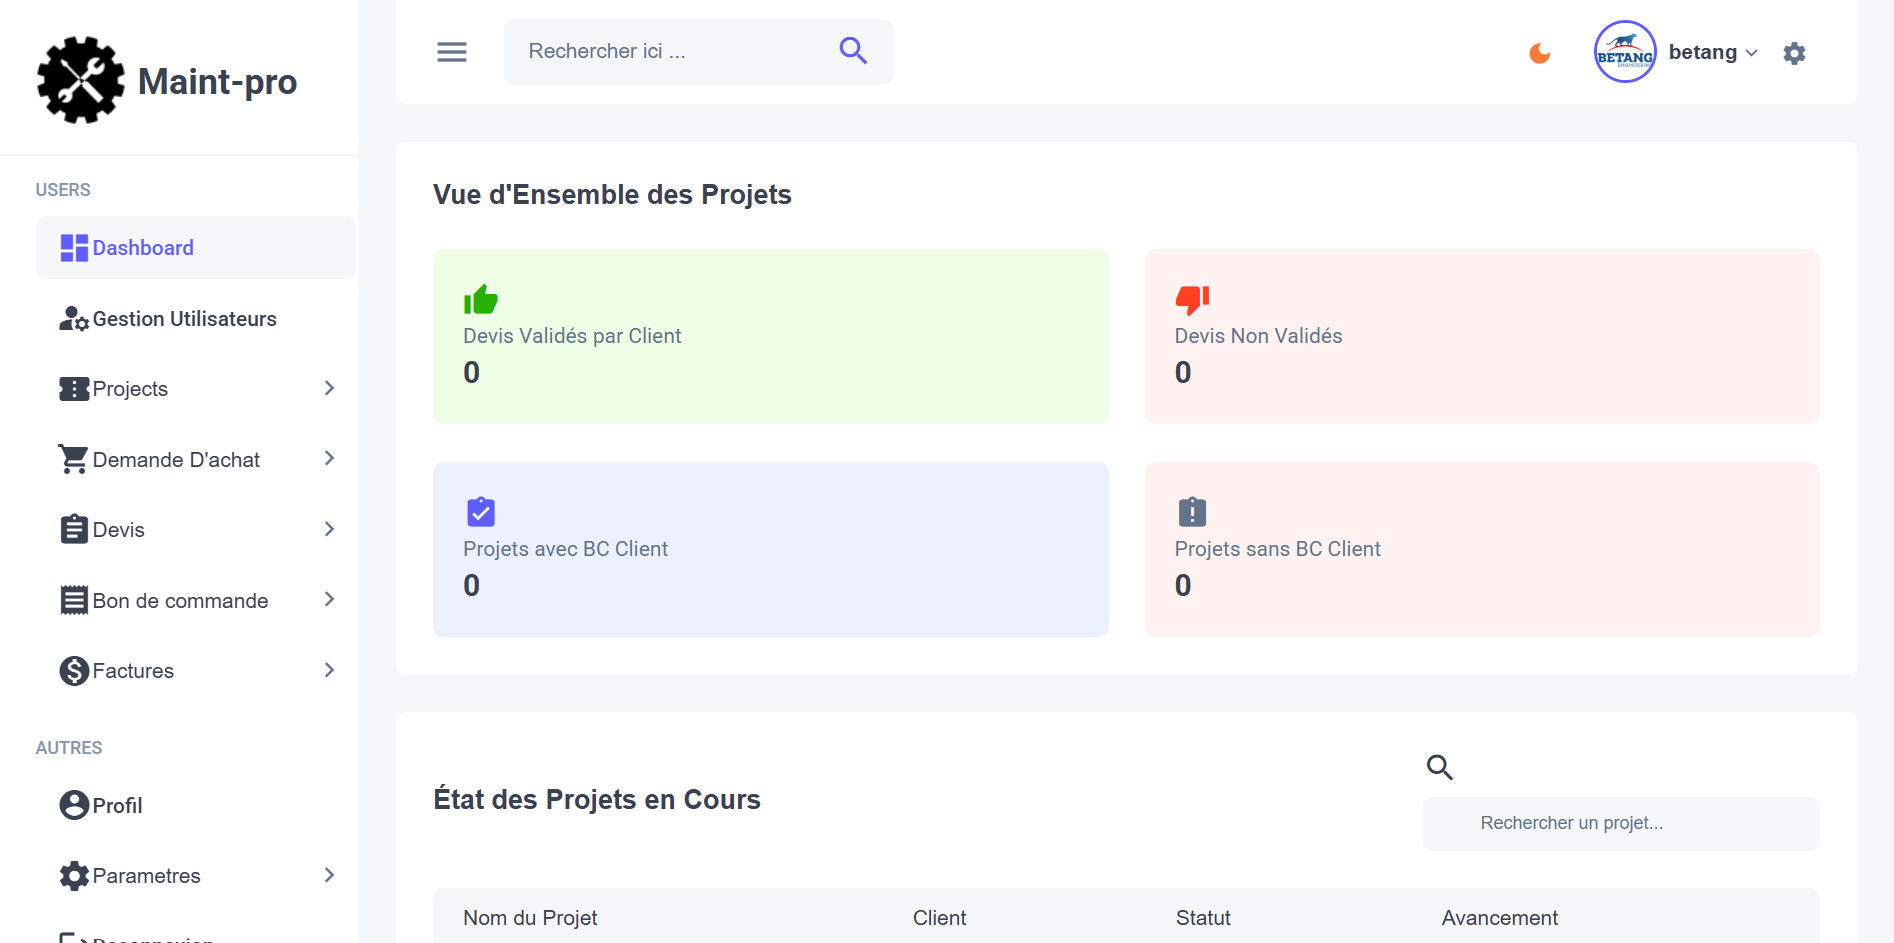 Maint-pro
USERS
Dashboard
Gestion Utilisateurs
Projects
Demande D'achat
Devis
Bon de commande
Factures
AUTRES
Profil
Parametres
Rechercher ici ...
BETANG
ENGINEERING
betang
Vue d'Ensemble des Projets
Devis Validés par Client
0
Devis Non Validés
0
Projets avec BC Client
0
Projets sans BC Client
0
État des Projets en Cours
Rechercher un projet...
Nom du Projet Client Statut Avancement